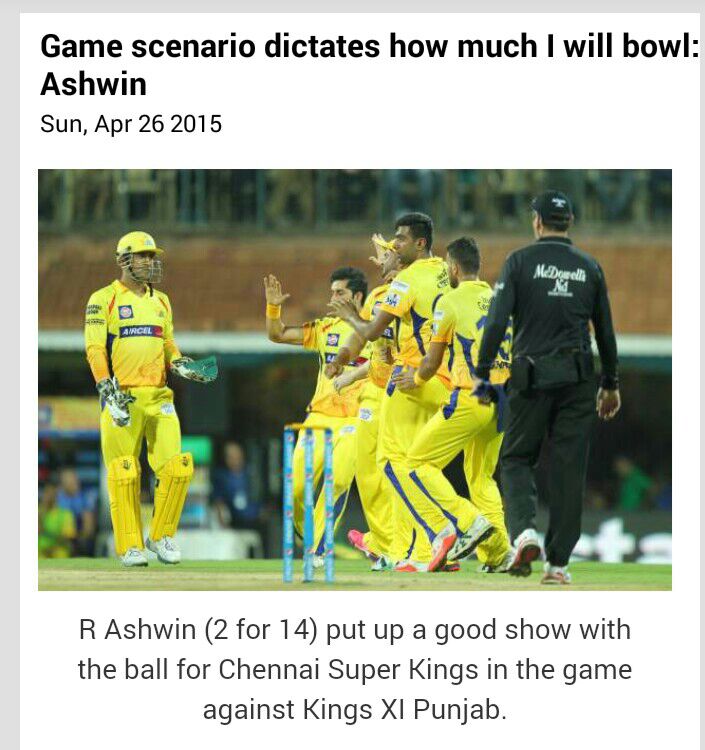 Game scenario dictates how much I will bowl:
Ashwin
Sun, Apr 26 2015
McDowell's
No1
AIRCEL
R Ashwin (2 for 14) put up a good show with
the ball for Chennai Super Kings in the game
against Kings XI Punjab.